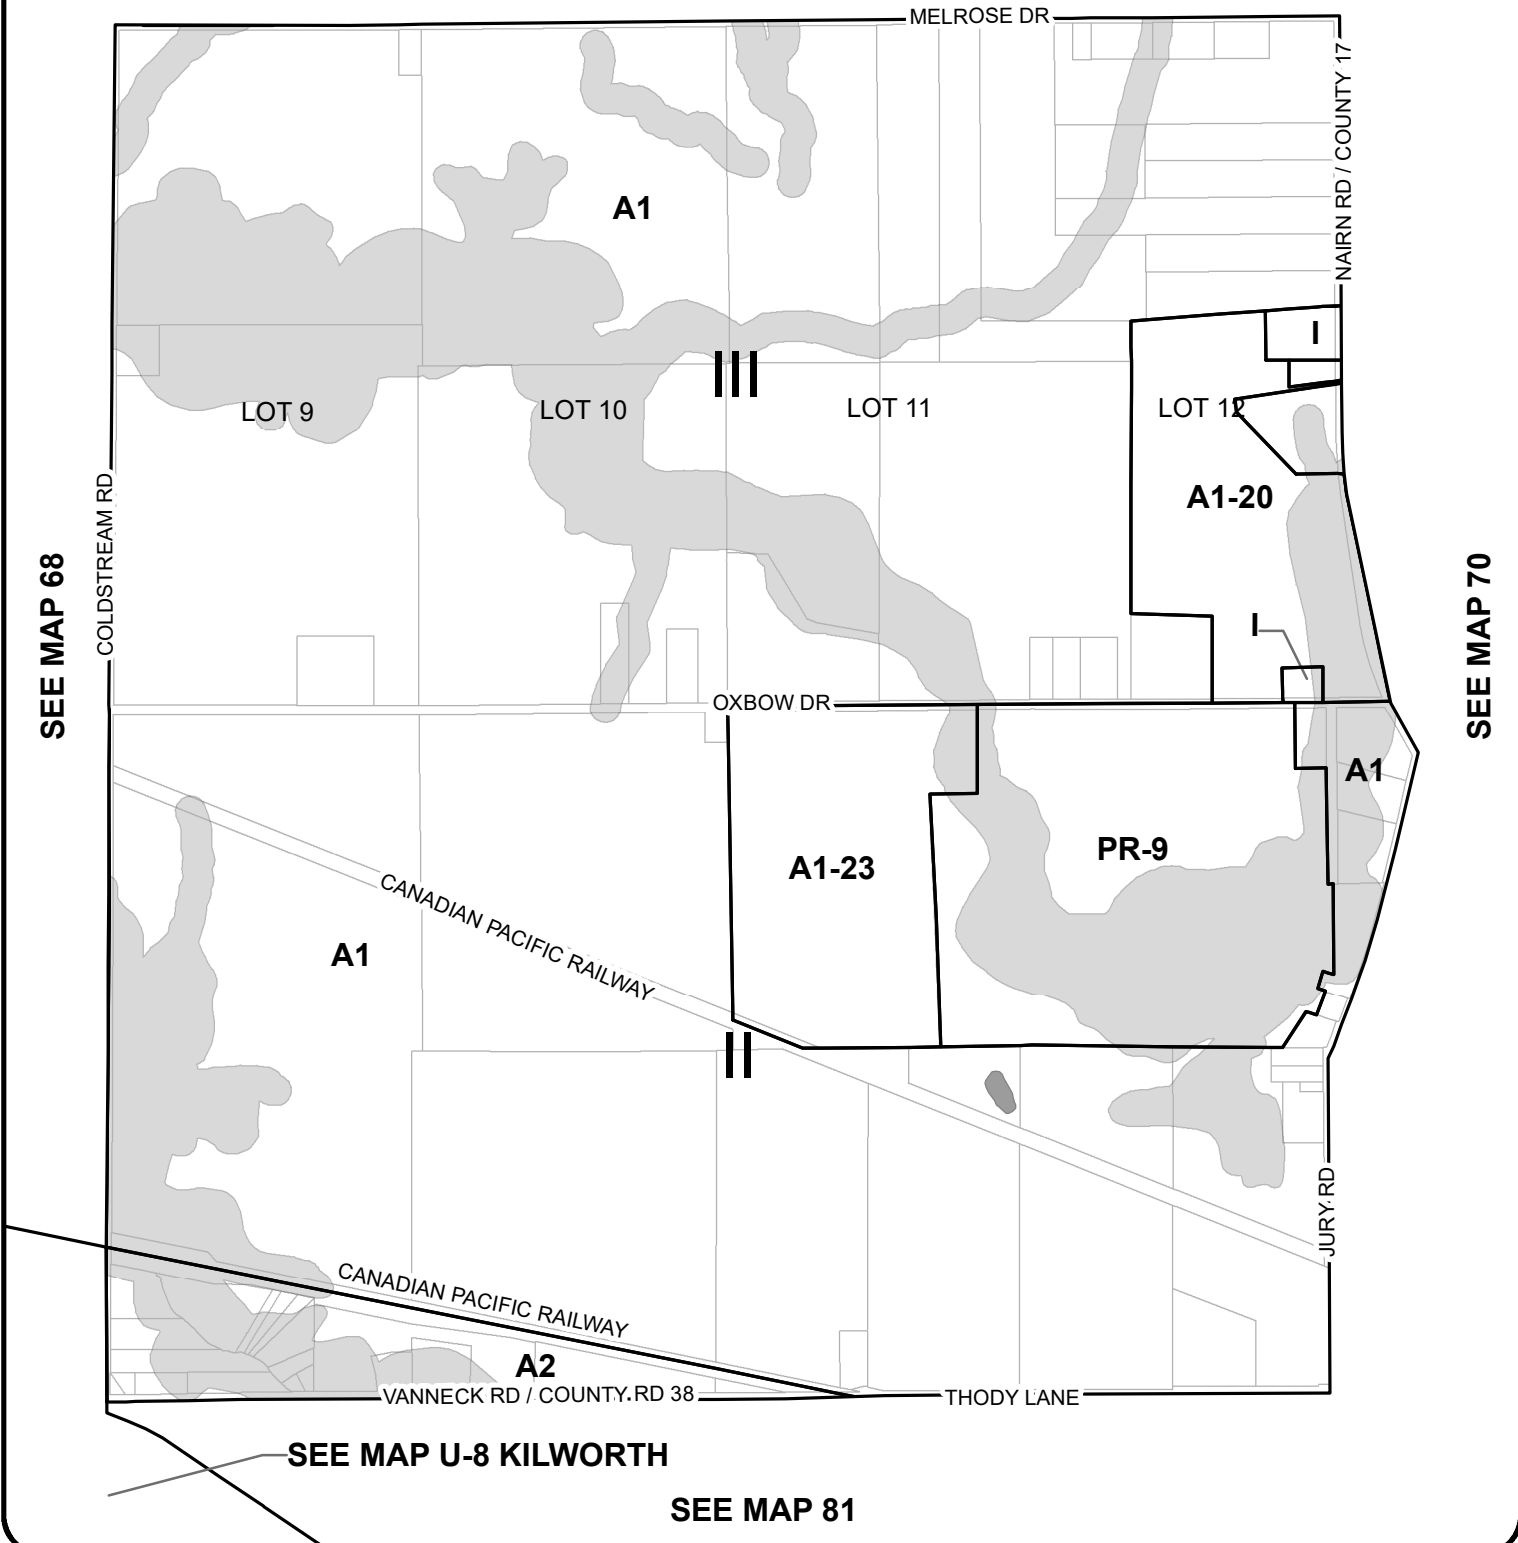 MELROSE DR
NAIRN RD / COUNTY 17
A1
I
III
LOT 9
LOT 10
LOT 11
LOT 12
A1-20
COLDSTREAM RD
SEE MAP 68
SEE MAP 70
I
OXBOW DR
A1
PR-9
A1-23
CANADIAN PACIFIC RAILWAY
A1
II
JURY RD
CANADIAN PACIFIC RAILWAY
A2
VANNECK RD / COUNTY RD 38
THODY LANE
SEE MAP U-8 KILWORTH
SEE MAP 81